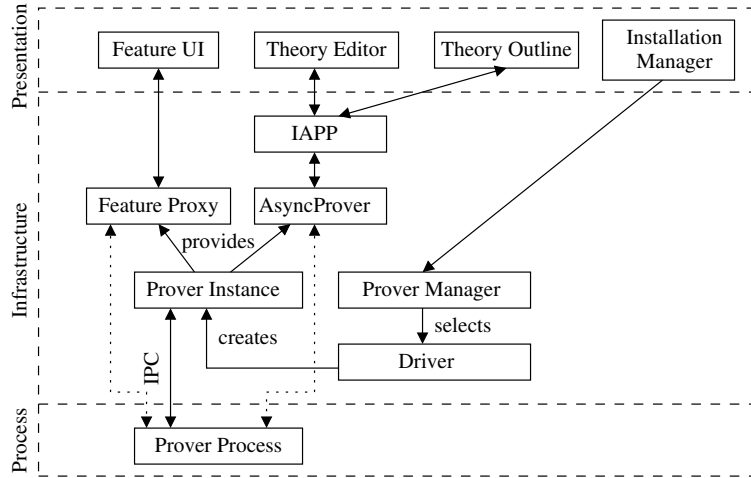 Presentation
Feature UI
Theory Editor
Theory Outline
Installation
Manager
IAPP
Infrastructure
Feature Proxy
AsyncProver
provides
Prover Instance
Prover Manager
creates
selects
Driver
IPC
Process
Prover Process